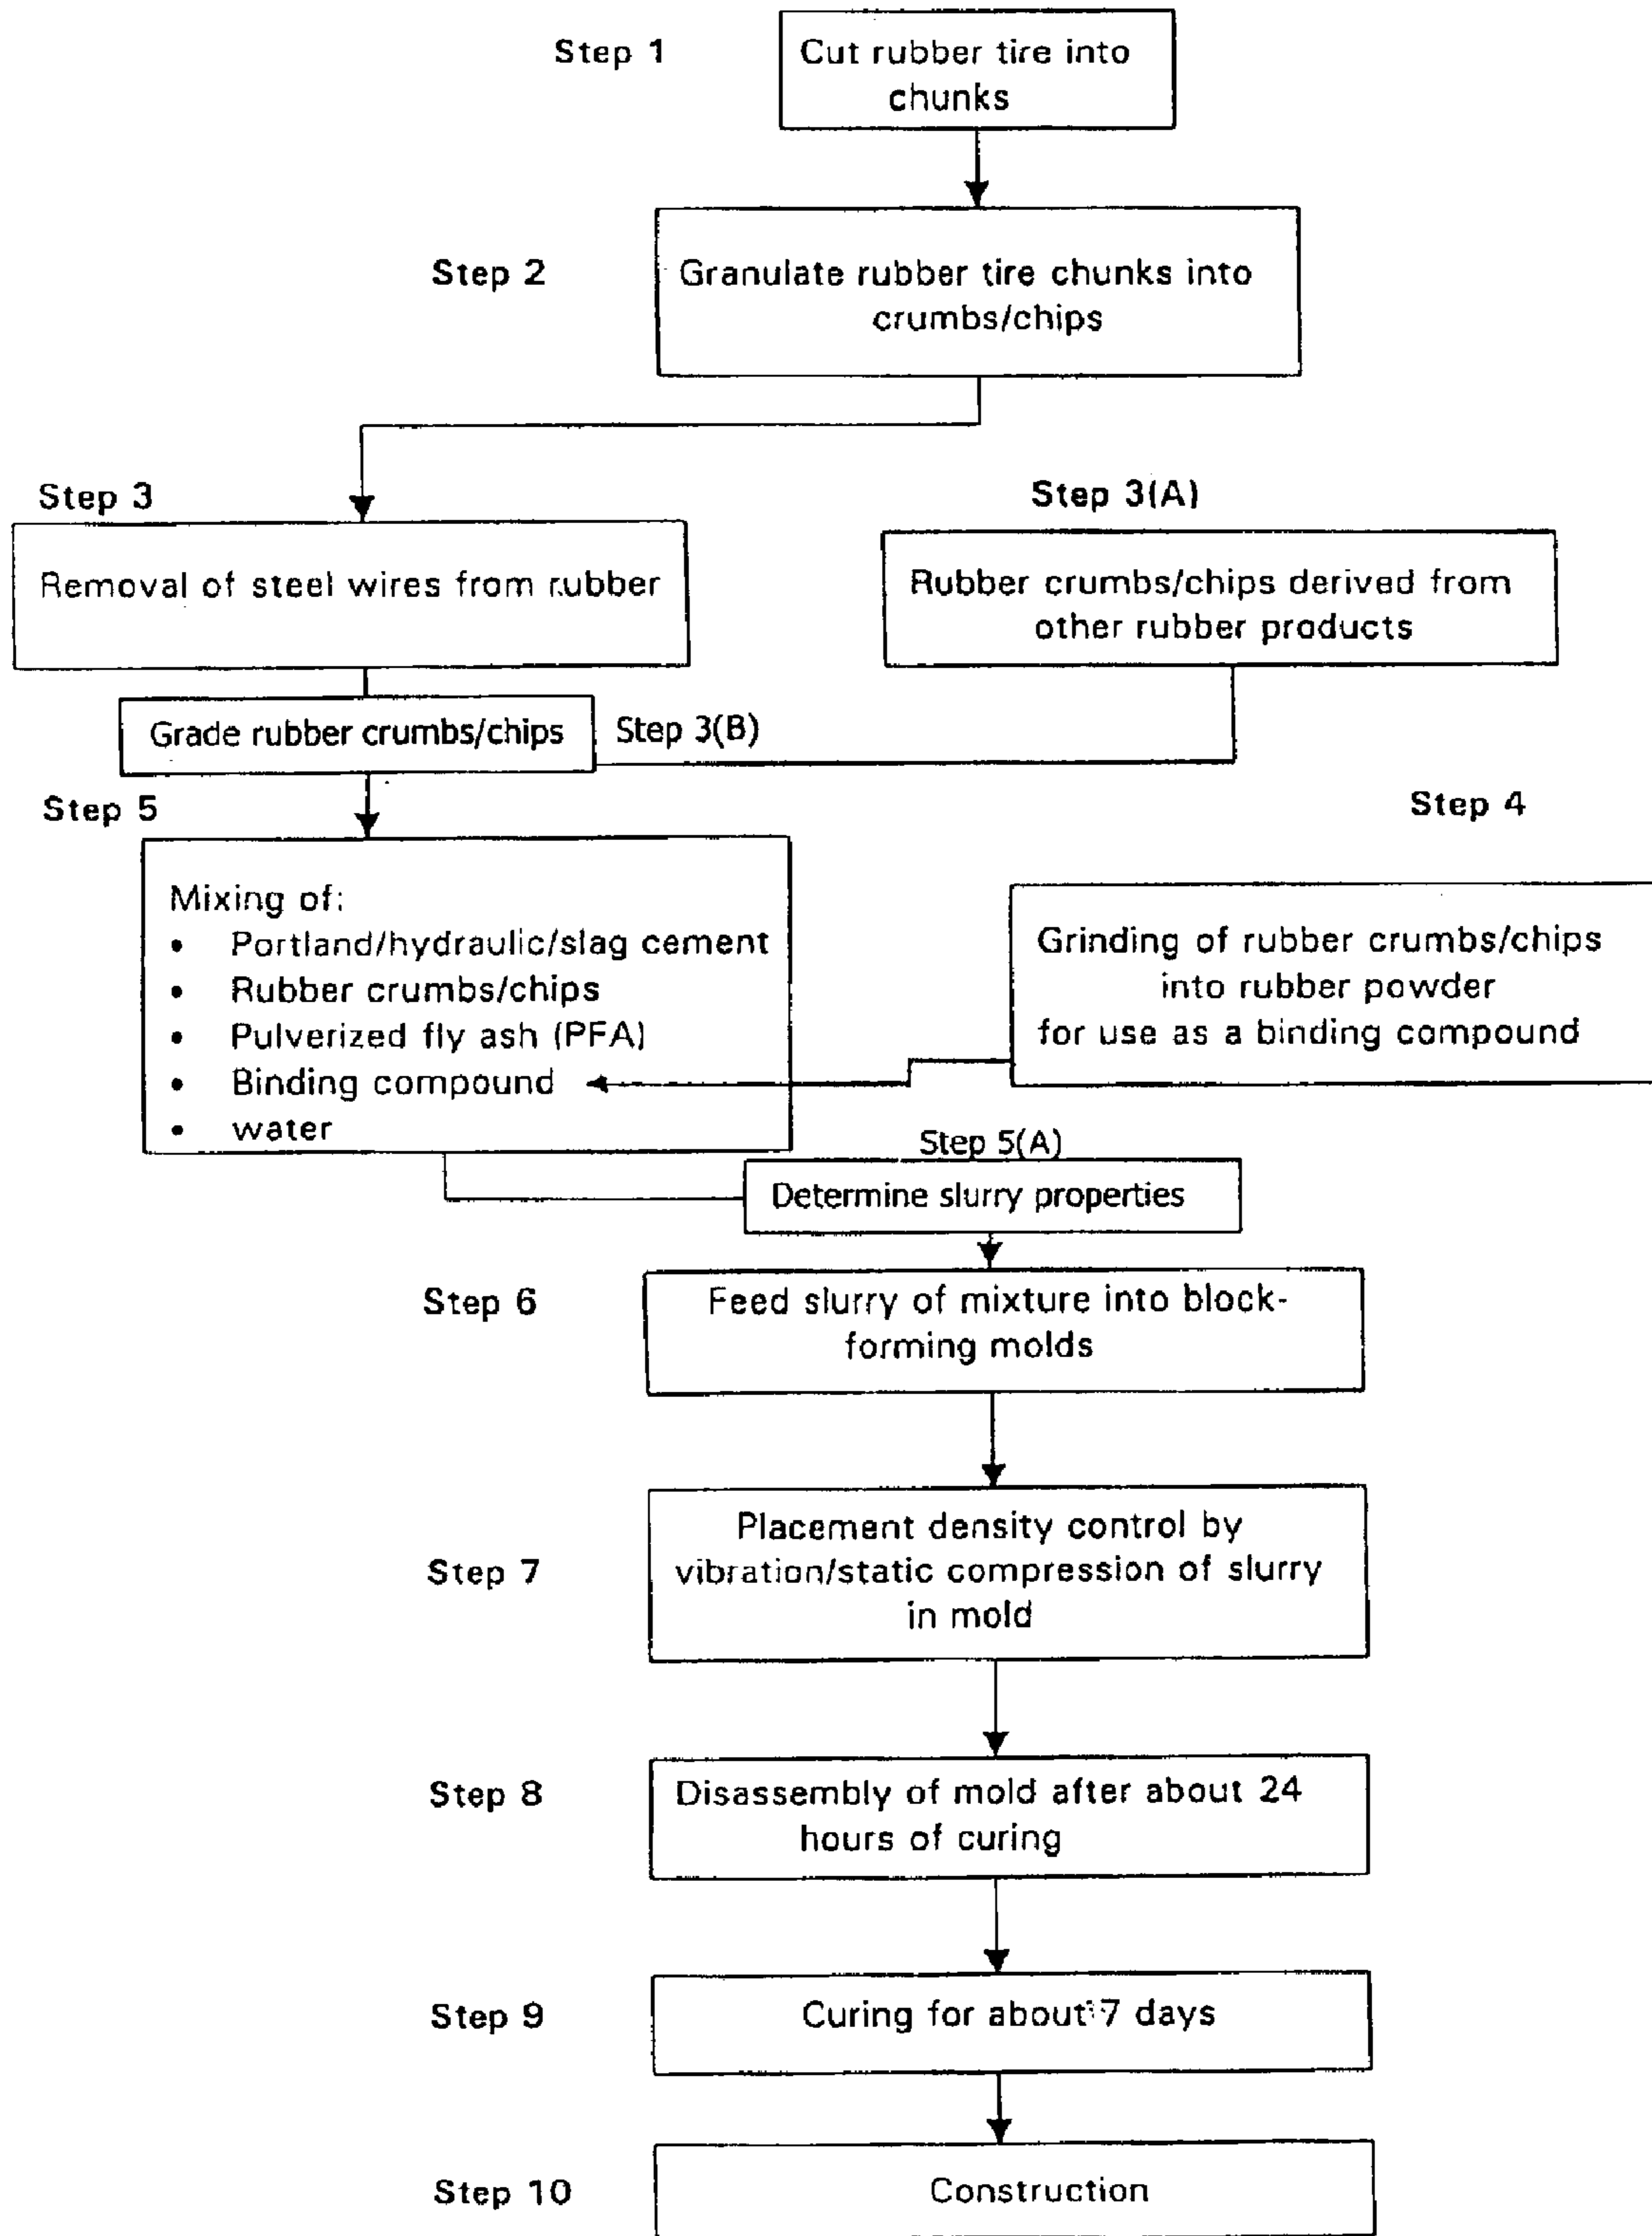 Step 1
Cut rubber tire into
chunks
Step 2
Granulate rubber tire chunks into
crumbs/chips
Step 3
Removal of steel wires from rubber
Step 3(A)
Rubber crumbs/chips derived from
other rubber products
Grade rubber crumbs/chips
Step 3(B)
Step 5
Mixing of:
• Portland/hydraulic/slag cement
• Rubber crumbs/chips
• Pulverized fly ash (PFA)
• Binding compound
• water
Step 4
Grinding of rubber crumbs/chips
into rubber powder
for use as a binding compound
Step 5(A)
Determine slurry properties
Step 6
Feed slurry of mixture into block-
forming molds
Step 7
Placement density control by
vibration/static compression of slurry
in mold
Step 8
Disassembly of mold after about 24
hours of curing
Step 9
Curing for about 7 days
Step 10
Construction